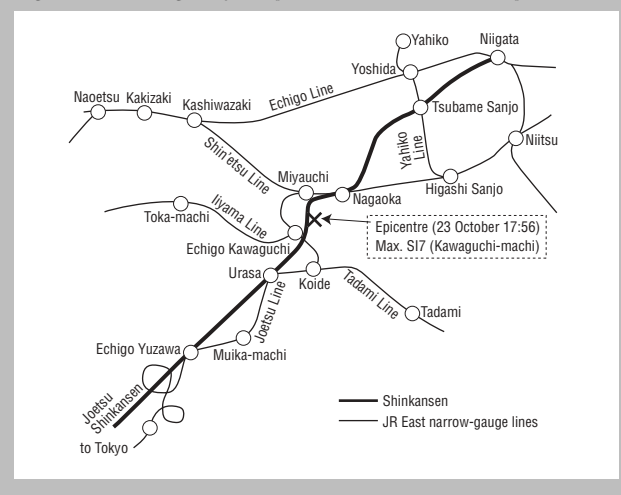 Yahiko
Niigata
Yoshida
Naoetsu
Kakizaki
Kashiwazaki
Echigo Line
Tsubame Sanjo
Shin'etsu Line
Yahiko
Line
Niitsu
Miyauchi
Nagaoka
Higashi Sanjo
Iiyama Line
Toka-machi
Epicentre (23 October 17:56)
Max. SI7 (Kawaguchi-machi)
Echigo Kawaguchi
Urasa
Koide
Joetsu Line
Tadami Line
Tadami
Echigo Yuzawa
Muika-machi
Joetsu
Shinkansen
to Tokyo
Shinkansen
JR East narrow-gauge lines